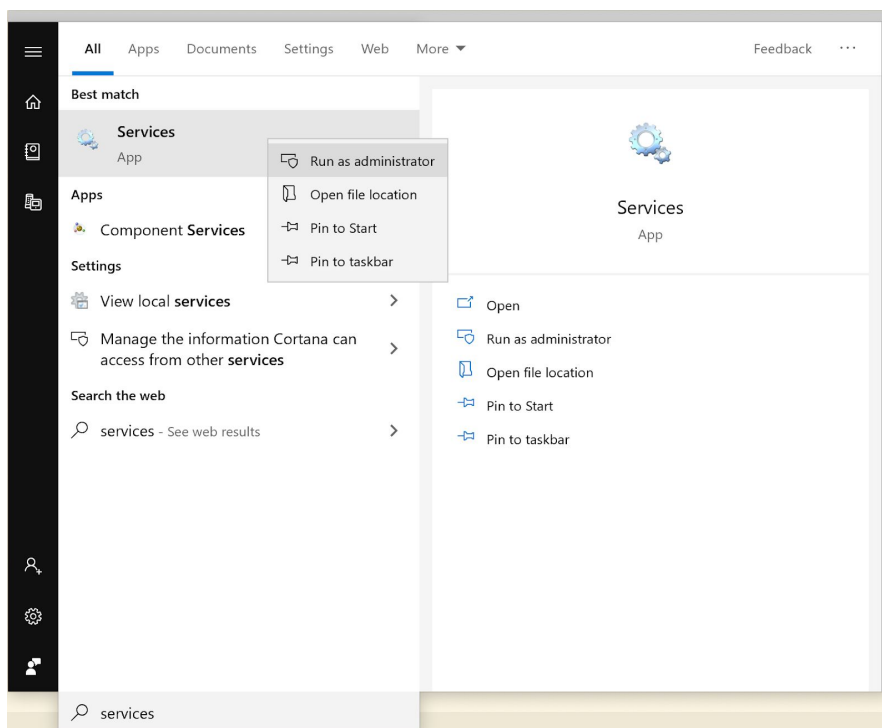 All Apps Documents Settings Web More Feedback ...
Best match
Services
App
Run as administrator
Open file location
Pin to Start
Pin to taskbar
Apps
Component Services
Settings
View local services
Manage the information Cortana can
access from other services
Search the web
services - See web results
Services
App
Open
Run as administrator
Open file location
Pin to Start
Pin to taskbar
services